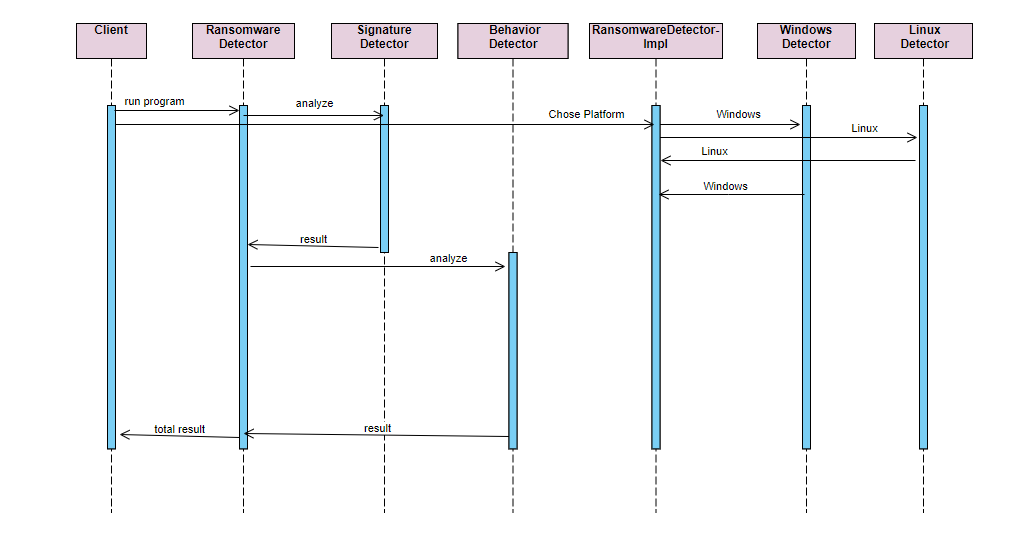 Client
Ransomware
Detector
Signature
Detector
Behavior
Detector
RansomwareDetector-
Impl
Windows
Detector
Linux
Detector
run program
analyze
Chose Platform
Windows
Linux
Linux
Windows
result
analyze
total result
result